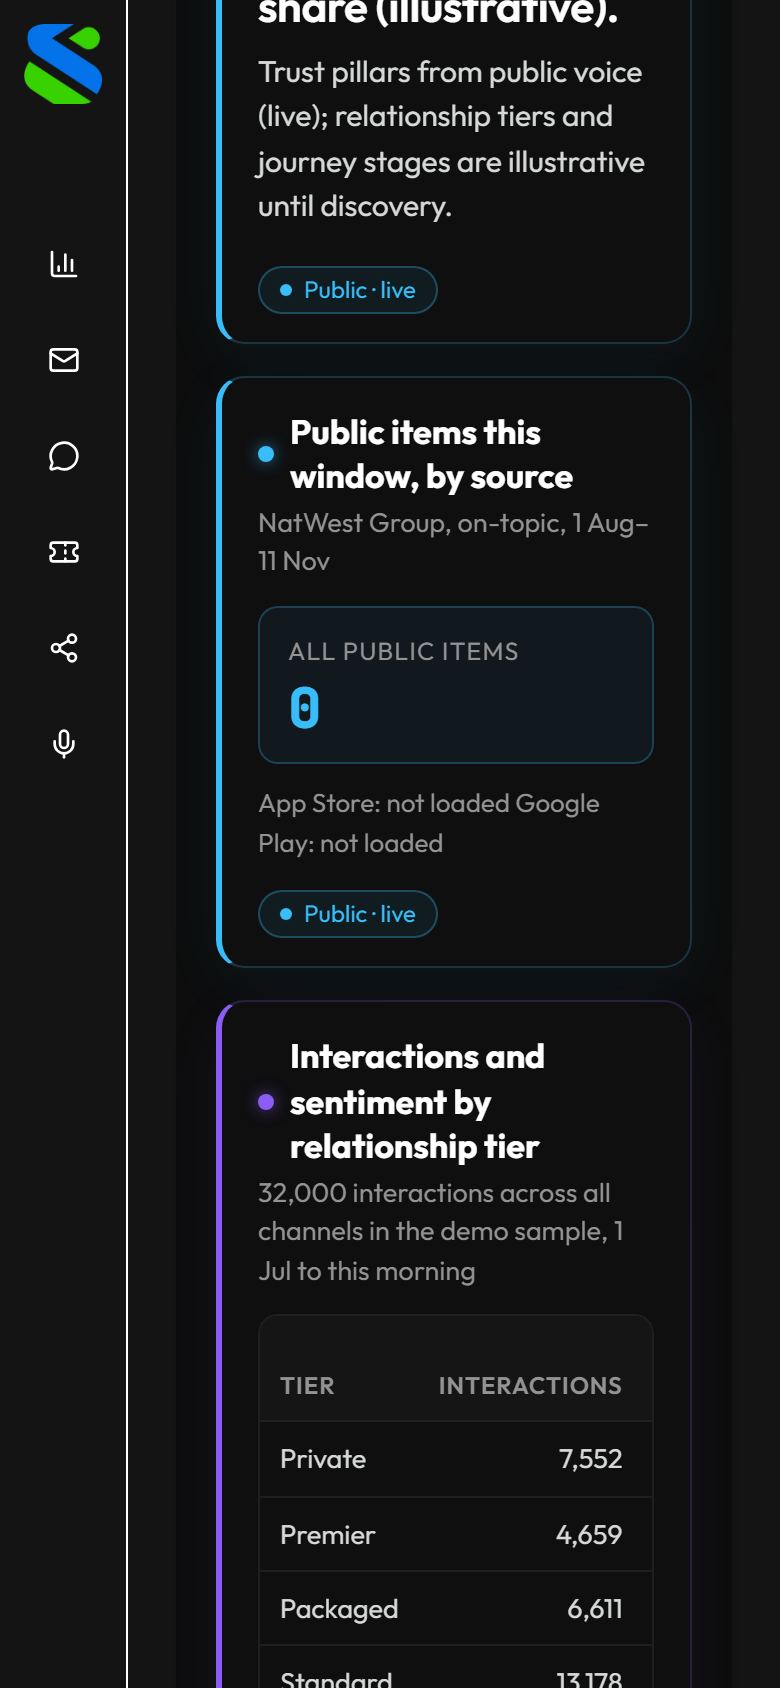 share (illustrative).
Trust pillars from public voice
(live); relationship tiers and
journey stages are illustrative
until discovery.
Public · live
Public items this
window, by source
NatWest Group, on-topic, 1 Aug–
11 Nov
ALL PUBLIC ITEMS
0
App Store: not loaded Google
Play: not loaded
Public · live
Interactions and
sentiment by
relationship tier
32,000 interactions across all
channels in the demo sample, 1
Jul to this morning
TIER INTERACTIONS
Private 7,552
Premier 4,659
Packaged 6,611
Standard 13,178